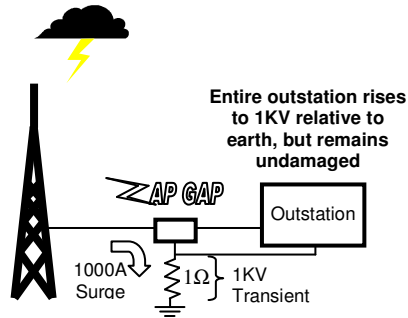 Entire outstation rises
to 1KV relative to
earth, but remains
undamaged
ZAP GAP
Outstation
1000A
Surge
1Ω
1KV
Transient